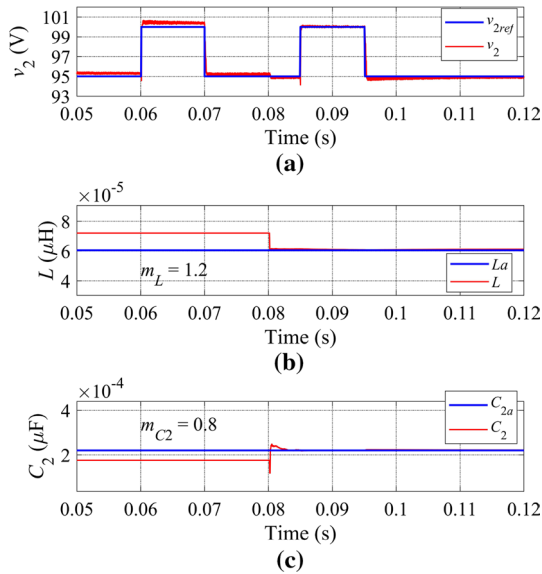 101
99
97
95
93
v₂ (V)
v₂ref
v₂
0.05 0.06 0.07 0.08 0.09 0.1 0.11 0.12
Time (s)
(a)
×10⁻⁵
8
6
4
L (μH)
m_L = 1.2
La
L
0.05 0.06 0.07 0.08 0.09 0.1 0.11 0.12
Time (s)
(b)
×10⁻⁴
4
2
C₂ (μF)
m_C2 = 0.8
C₂ₐ
C₂
0.05 0.06 0.07 0.08 0.09 0.1 0.11 0.12
Time (s)
(c)